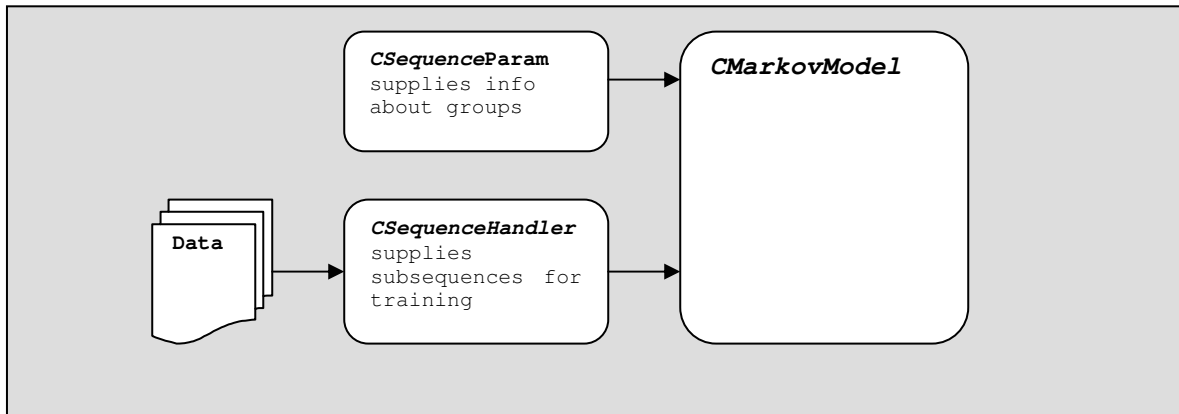 CSequenceParam
supplies info
about groups
CMarkovModel
Data
CSequenceHandler
supplies
subsequences for
training